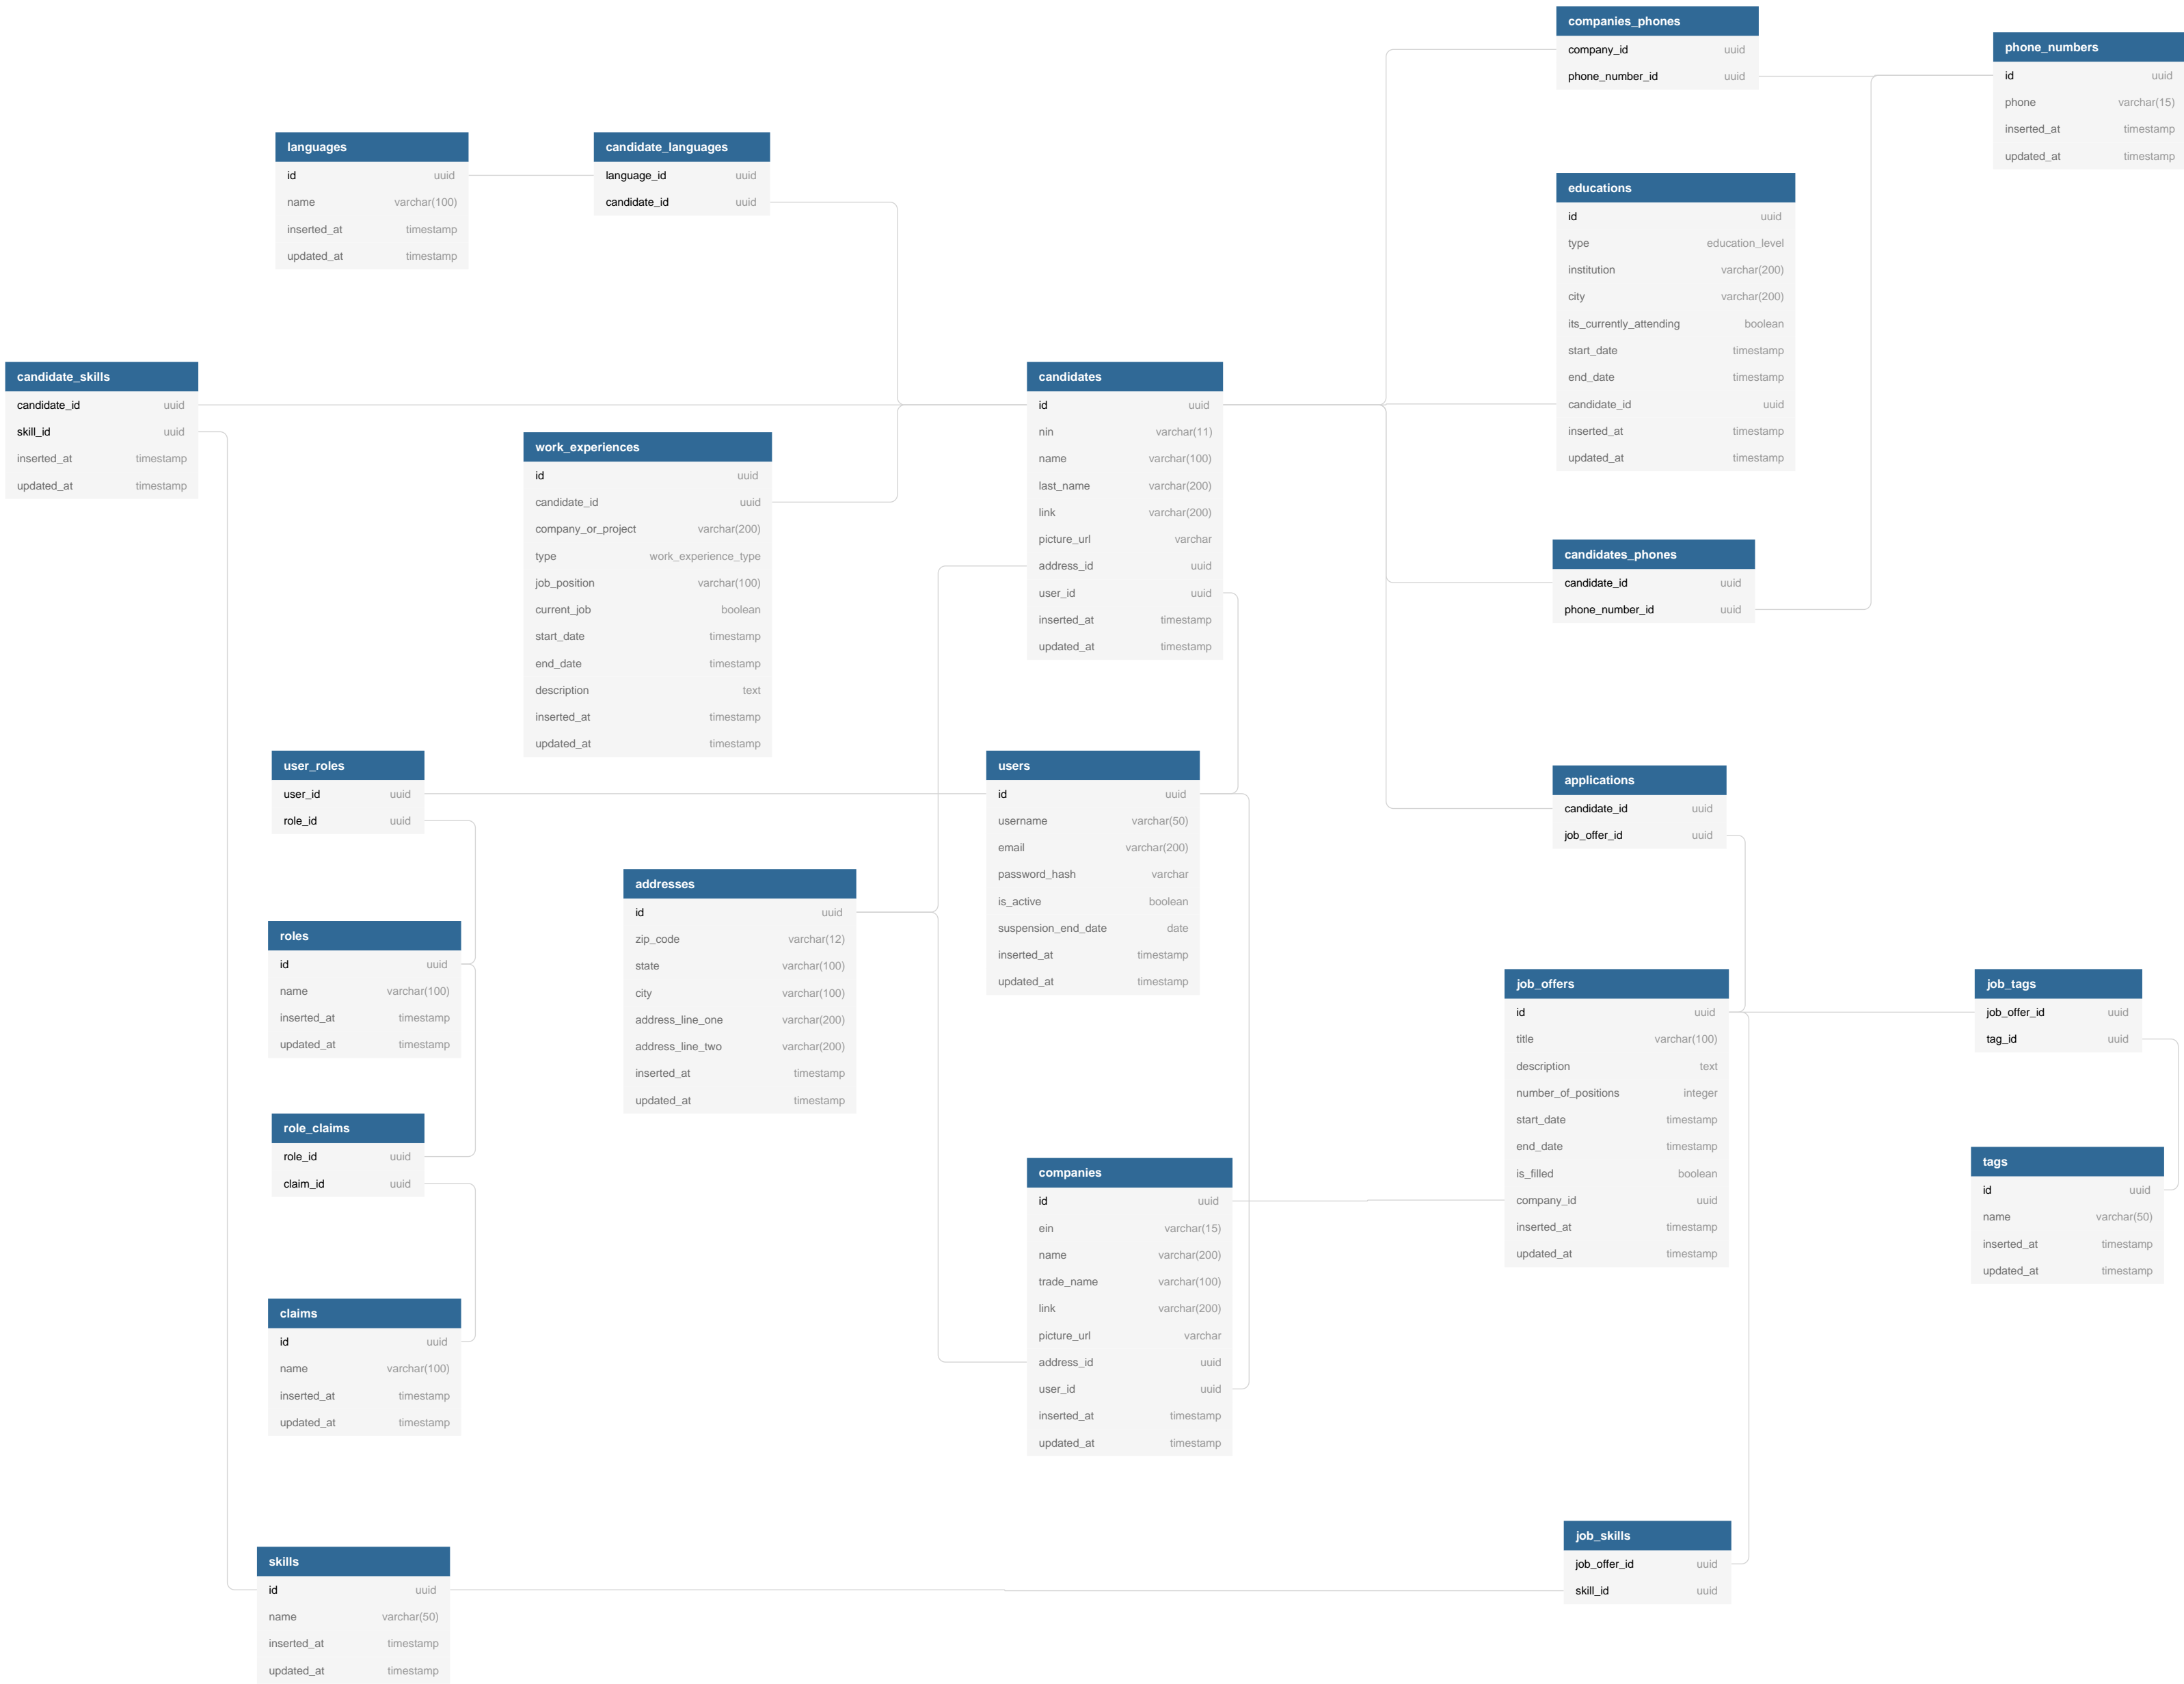 companies_phones
company_id uuid
phone_number_id uuid
phone_numbers
id uuid
phone varchar(15)
inserted_at timestamp
updated_at timestamp
languages
id uuid
name varchar(100)
inserted_at timestamp
updated_at timestamp
candidate_languages
language_id uuid
candidate_id uuid
educations
id uuid
type education_level
institution varchar(200)
city varchar(200)
its_currently_attending boolean
start_date timestamp
end_date timestamp
candidate_id uuid
inserted_at timestamp
updated_at timestamp
candidate_skills
candidate_id uuid
skill_id uuid
inserted_at timestamp
updated_at timestamp
work_experiences
id uuid
candidate_id uuid
company_or_project varchar(200)
type work_experience_type
job_position varchar(100)
current_job boolean
start_date timestamp
end_date timestamp
description text
inserted_at timestamp
updated_at timestamp
candidates
id uuid
nin varchar(11)
name varchar(100)
last_name varchar(200)
link varchar(200)
picture_url varchar
address_id uuid
user_id uuid
inserted_at timestamp
updated_at timestamp
candidates_phones
candidate_id uuid
phone_number_id uuid
user_roles
user_id uuid
role_id uuid
users
id uuid
username varchar(50)
email varchar(200)
password_hash varchar
is_active boolean
suspension_end_date date
inserted_at timestamp
updated_at timestamp
applications
candidate_id uuid
job_offer_id uuid
addresses
id uuid
zip_code varchar(12)
state varchar(100)
city varchar(100)
address_line_one varchar(200)
address_line_two varchar(200)
inserted_at timestamp
updated_at timestamp
roles
id uuid
name varchar(100)
inserted_at timestamp
updated_at timestamp
job_offers
id uuid
title varchar(100)
description text
number_of_positions integer
start_date timestamp
end_date timestamp
is_filled boolean
company_id uuid
inserted_at timestamp
updated_at timestamp
job_tags
job_offer_id uuid
tag_id uuid
role_claims
role_id uuid
claim_id uuid
companies
id uuid
ein varchar(15)
name varchar(200)
trade_name varchar(100)
link varchar(200)
picture_url varchar
address_id uuid
user_id uuid
inserted_at timestamp
updated_at timestamp
tags
id uuid
name varchar(50)
inserted_at timestamp
updated_at timestamp
claims
id uuid
name varchar(100)
inserted_at timestamp
updated_at timestamp
job_skills
job_offer_id uuid
skill_id uuid
skills
id uuid
name varchar(50)
inserted_at timestamp
updated_at timestamp